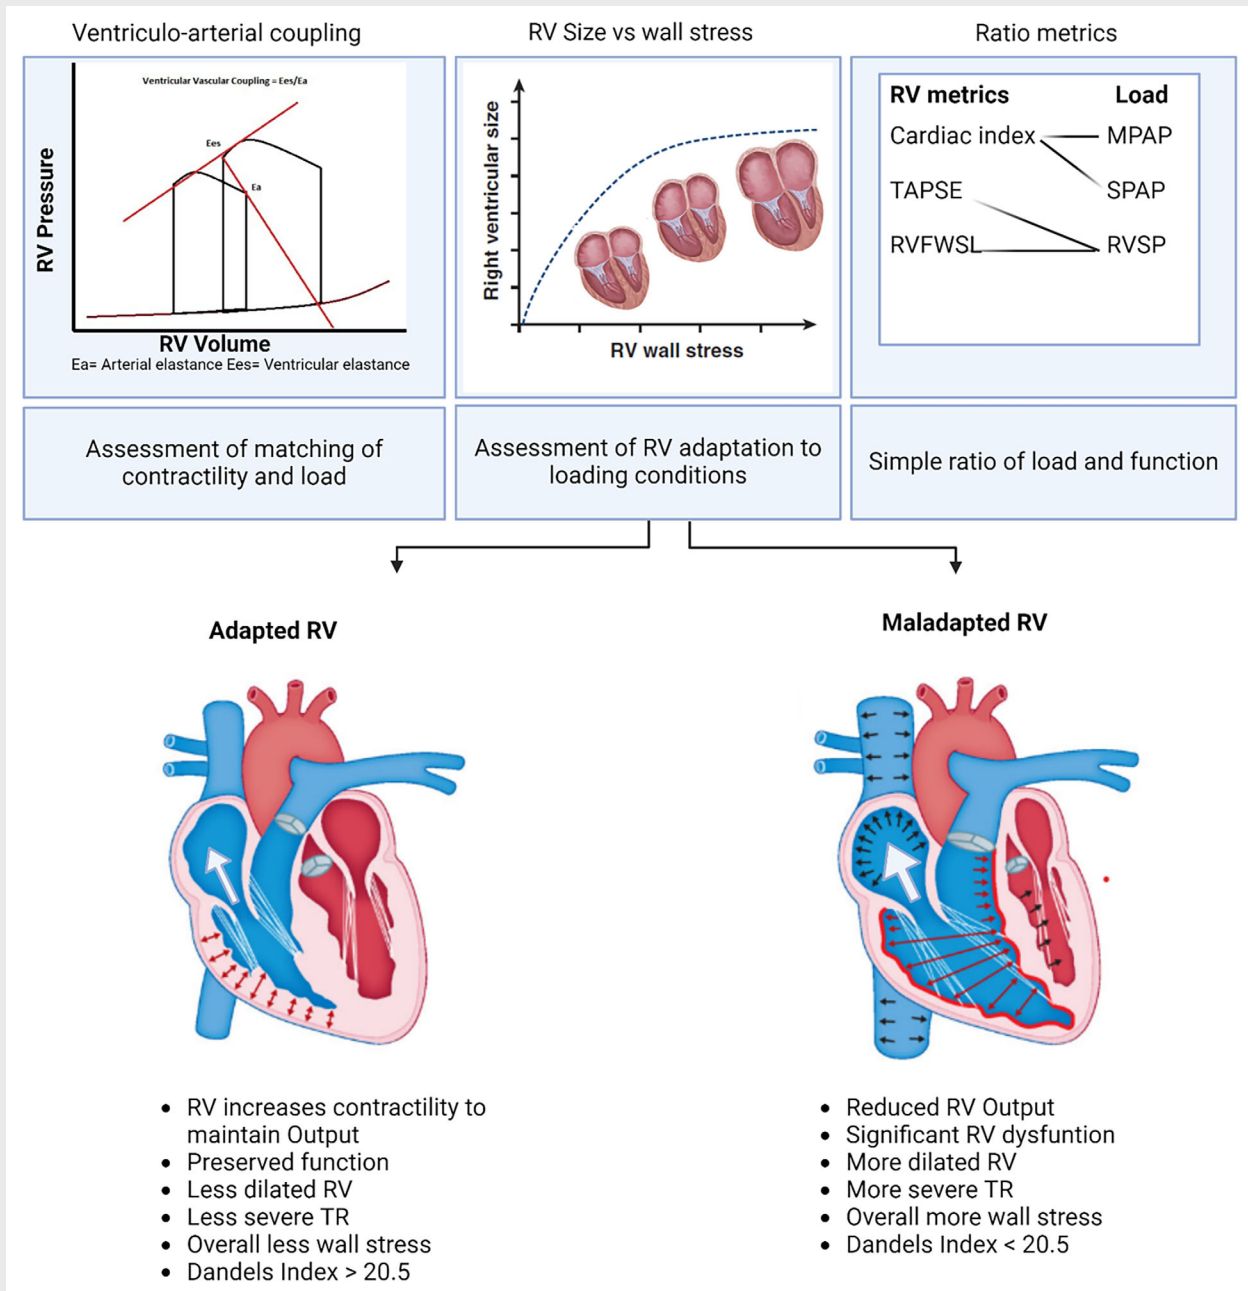 Ventriculo-arterial coupling
RV Size vs wall stress
Ratio metrics
Ventricular Vascular Coupling = Ees/Ea
Ees
Ea
RV Pressure
RV Volume
Ea= Arterial elastance Ees= Ventricular elastance
Right ventricular size
RV wall stress
RV metrics Load
Cardiac index MPAP
TAPSE SPAP
RVFWSL RVSP
Assessment of matching of
contractility and load
Assessment of RV adaptation to
loading conditions
Simple ratio of load and function
Adapted RV
Maladapted RV
• RV increases contractility to
maintain Output
• Preserved function
• Less dilated RV
• Less severe TR
• Overall less wall stress
• Dandels Index > 20.5
• Reduced RV Output
• Significant RV dysfuntion
• More dilated RV
• More severe TR
• Overall more wall stress
• Dandels Index < 20.5